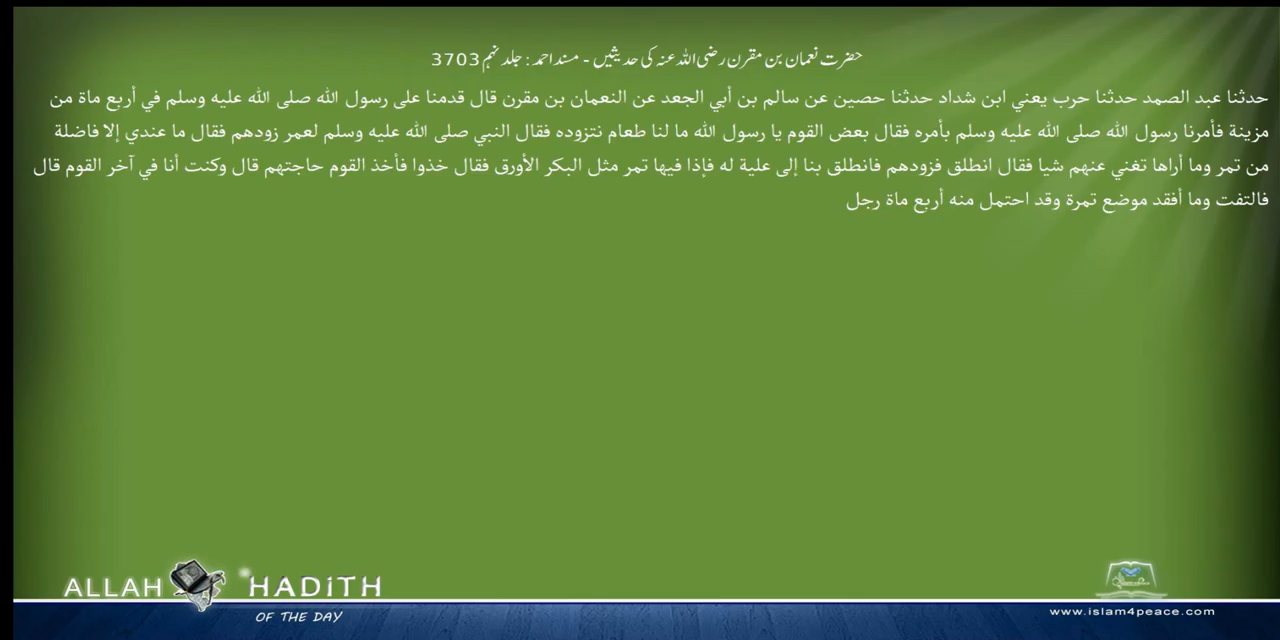 حضرت نعمان بن مقرن رضی اللہ عنہ کی حدیثیں - مسند احمد : جلد نہم 3703
حدثنا عبد الصمد حدثنا حرب يعني ابن شداد حدثنا حصين عن سالم بن أبي الجعد عن النعمان بن مقرن قال قدمنا على رسول الله صلى الله عليه وسلم في أربع ماة من
مزينة فأمرنا رسول الله صلى الله عليه وسلم بأمره فقال بعض القوم يا رسول الله ما لنا طعام نتزوده فقال النبي صلى الله عليه وسلم لعمر زودهم فقال ما عندي إلا فاضلة
من تمر وما أراها تغني عنهم شيا فقال انطلق فزودهم فانطلق بنا إلى علية له فإذا فيها تمر مثل البكر الأورق فقال خذوا فأخذ القوم حاجتهم قال وكنت أنا في آخر القوم قال
فالتفت وما أفقد موضع تمرة وقد احتمل منه أربع ماة رجل
ALLAH HADITH
OF THE DAY
www.islam4peace.com